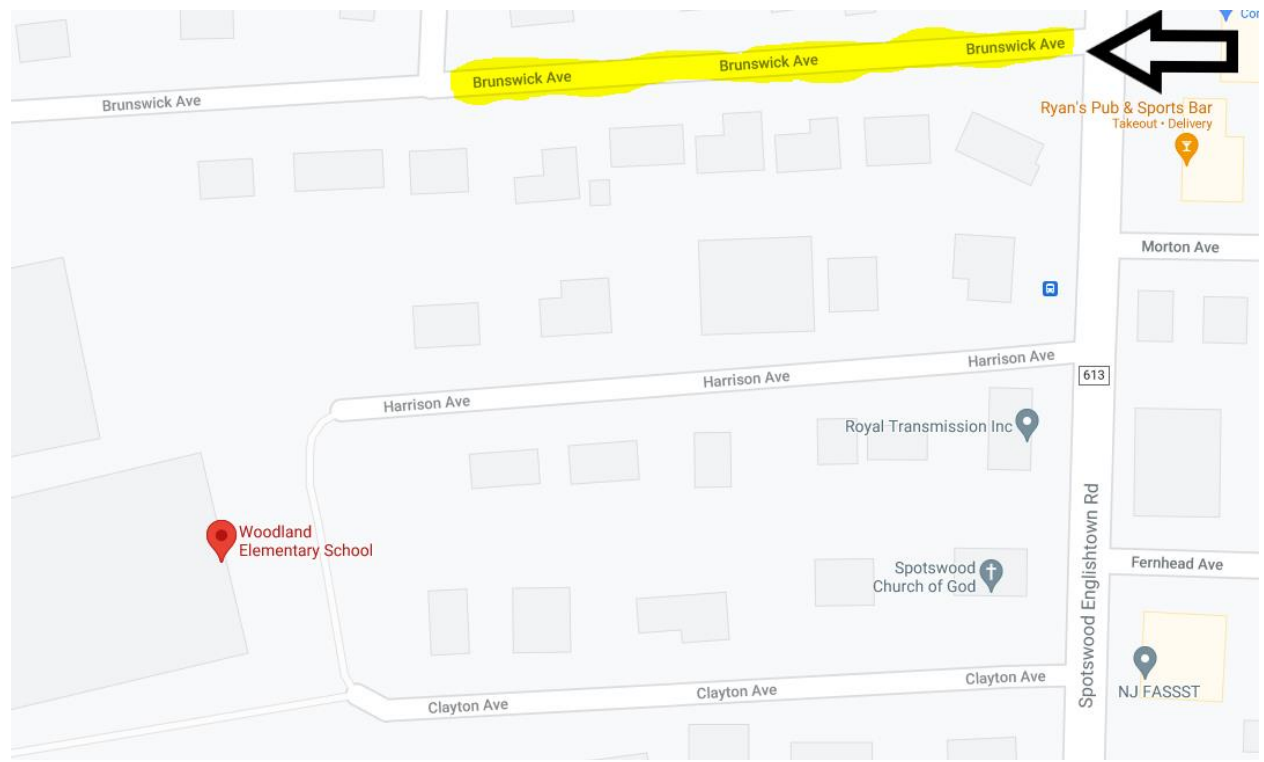 Cor
Brunswick Ave
Brunswick Ave
Brunswick Ave
Brunswick Ave
Ryan's Pub & Sports Bar
Takeout • Delivery
Morton Ave
Harrison Ave
Harrison Ave
Harrison Ave
613
Royal Transmission Inc
Woodland
Elementary School
Spotswood
Church of God
Fernhead Ave
Spotswood Englishtown Rd
Clayton Ave
Clayton Ave
Clayton Ave
NJ FASSST